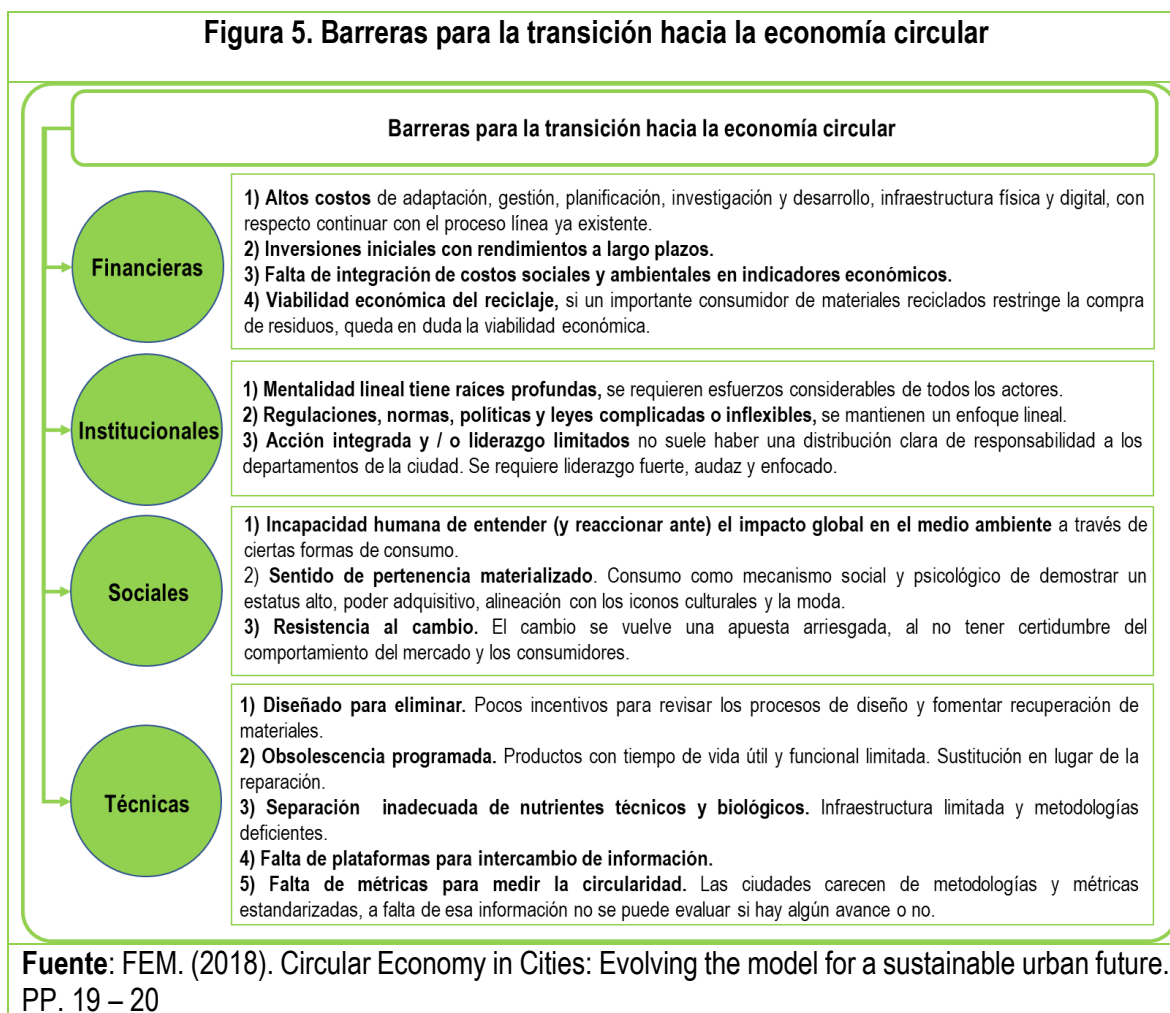 Figura 5. Barreras para la transición hacia la economía circular
Barreras para la transición hacia la economía circular
Financieras
1) Altos costos de adaptación, gestión, planificación, investigación y desarrollo, infraestructura física y digital, con
respecto continuar con el proceso línea ya existente.
2) Inversiones iniciales con rendimientos a largo plazos.
3) Falta de integración de costos sociales y ambientales en indicadores económicos.
4) Viabilidad económica del reciclaje, si un importante consumidor de materiales reciclados restringe la compra
de residuos, queda en duda la viabilidad económica.
Institucionales
1) Mentalidad lineal tiene raíces profundas, se requieren esfuerzos considerables de todos los actores.
2) Regulaciones, normas, políticas y leyes complicadas o inflexibles, se mantienen un enfoque lineal.
3) Acción integrada y / o liderazgo limitados no suele haber una distribución clara de responsabilidad a los
departamentos de la ciudad. Se requiere liderazgo fuerte, audaz y enfocado.
Sociales
1) Incapacidad humana de entender (y reaccionar ante) el impacto global en el medio ambiente a través de
ciertas formas de consumo.
2) Sentido de pertenencia materializado. Consumo como mecanismo social y psicológico de demostrar un
estatus alto, poder adquisitivo, alineación con los iconos culturales y la moda.
3) Resistencia al cambio. El cambio se vuelve una apuesta arriesgada, al no tener certidumbre del
comportamiento del mercado y los consumidores.
Técnicas
1) Diseñado para eliminar. Pocos incentivos para revisar los procesos de diseño y fomentar recuperación de
materiales.
2) Obsolescencia programada. Productos con tiempo de vida útil y funcional limitada. Sustitución en lugar de la
reparación.
3) Separación inadecuada de nutrientes técnicos y biológicos. Infraestructura limitada y metodologías
deficientes.
4) Falta de plataformas para intercambio de información.
5) Falta de métricas para medir la circularidad. Las ciudades carecen de metodologías y métricas
estandarizadas, a falta de esa información no se puede evaluar si hay algún avance o no.
Fuente: FEM. (2018). Circular Economy in Cities: Evolving the model for a sustainable urban future.
PP. 19 – 20